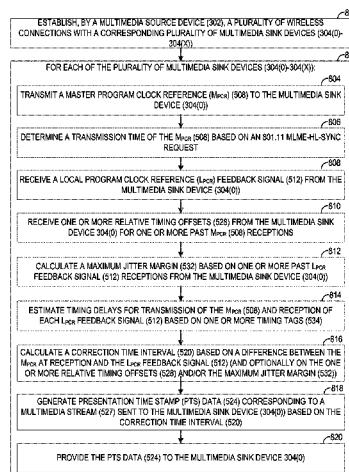 8
ESTABLISH, BY A MULTIMEDIA SOURCE DEVICE (302), A PLURALITY OF WIRELESS
CONNECTIONS WITH A CORRESPONDING PLURALITY OF MULTIMEDIA SINK DEVICES (304(0)-
304(X))
8
FOR EACH OF THE PLURALITY OF MULTIMEDIA SINK DEVICES (304(0)-304(X)):
804
TRANSMIT A MASTER PROGRAM CLOCK REFERENCE (MPCR) (508) TO THE MULTIMEDIA SINK
DEVICE (304(0))
806
DETERMINE A TRANSMISSION TIME OF THE MPCR (508) BASED ON AN 801.11 MLME-HL-SYNC
REQUEST
808
RECEIVE A LOCAL PROGRAM CLOCK REFERENCE (LPCR) FEEDBACK SIGNAL (512) FROM THE
MULTIMEDIA SINK DEVICE (304(0))
810
RECEIVE ONE OR MORE RELATIVE TIMING OFFSETS (528) FROM THE MULTIMEDIA SINK
DEVICE 304(0) FOR ONE OR MORE PAST MPCR (508) RECEPTIONS
812
CALCULATE A MAXIMUM JITTER MARGIN (532) BASED ON ONE OR MORE PAST LPCR
FEEDBACK SIGNAL (512) RECEPTIONS FROM THE MULTIMEDIA SINK DEVICE (304(0))
814
ESTIMATE TIMING DELAYS FOR TRANSMISSION OF THE MPCR (508) AND RECEPTION OF
EACH LPCR FEEDBACK SIGNAL (512) BASED ON ONE OR MORE TIMING TAGS (534)
816
CALCULATE A CORRECTION TIME INTERVAL (520) BASED ON A DIFFERENCE BETWEEN THE
MPCR AT RECEPTION AND THE LPCR FEEDBACK SIGNAL (512) (AND OPTIONALLY ON THE ONE
OR MORE RELATIVE TIMING OFFSETS (528) AND/OR THE MAXIMUM JITTER MARGIN (532))
818
GENERATE PRESENTATION TIME STAMP (PTS) DATA (524) CORRESPONDING TO A
MULTIMEDIA STREAM (527) SENT TO THE MULTIMEDIA SINK DEVICE (304(0)) BASED ON THE
CORRECTION TIME INTERVAL (520)
820
PROVIDE THE PTS DATA (524) TO THE MULTIMEDIA SINK DEVICE 304(0)